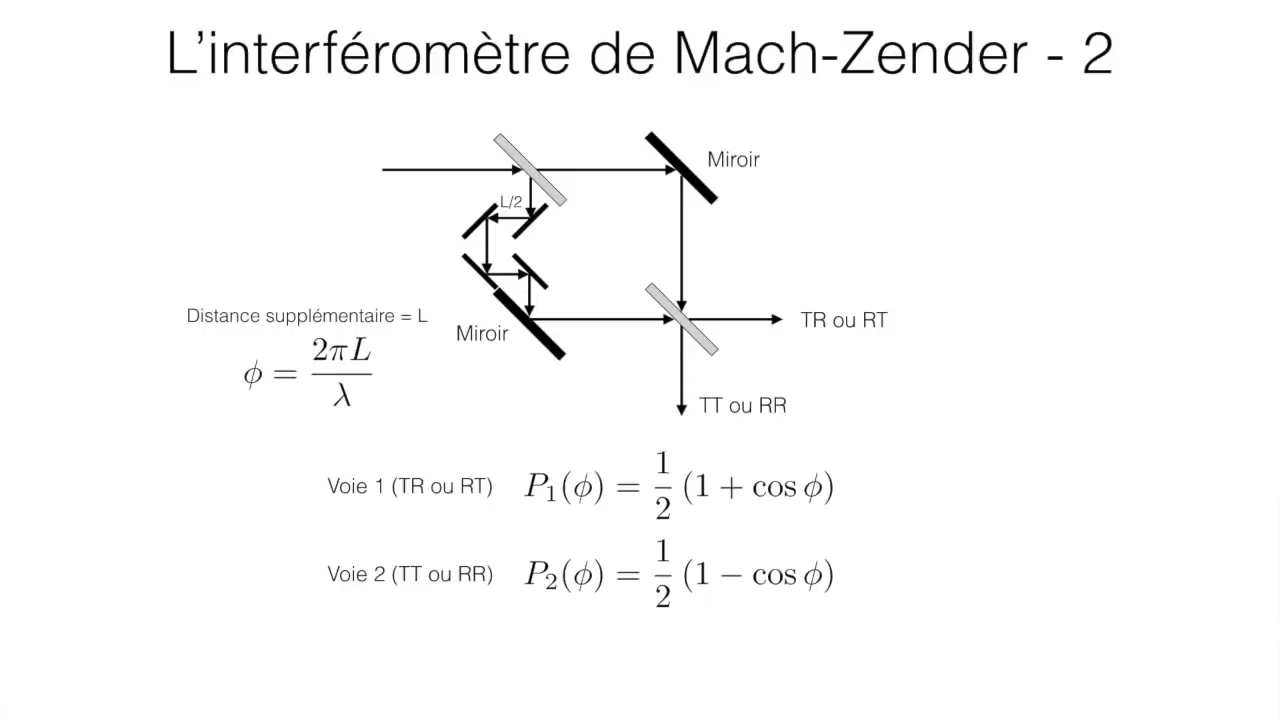 L’interféromètre de Mach-Zender - 2
Miroir
L/2
Distance supplémentaire = L
Miroir
TR ou RT
ϕ = 2πL / λ
TT ou RR
Voie 1 (TR ou RT) P₁(ϕ) = 1/2 (1 + cos ϕ)
Voie 2 (TT ou RR) P₂(ϕ) = 1/2 (1 − cos ϕ)